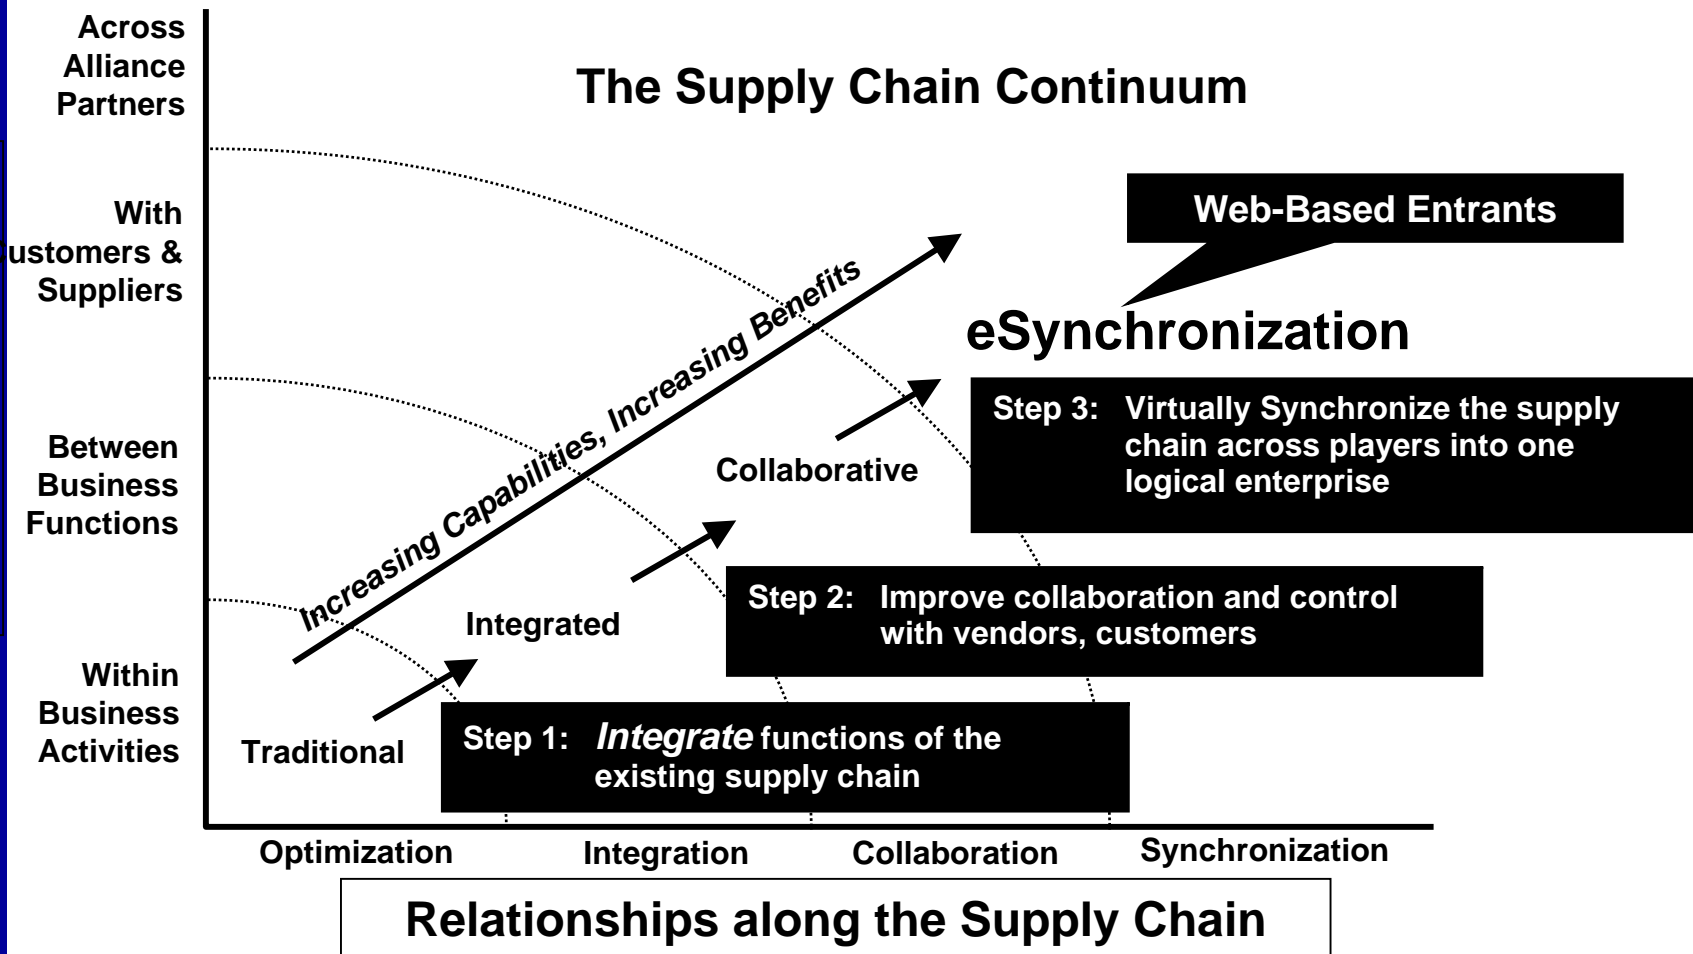 Across
Alliance
Partners
The Supply Chain Continuum
With
ustomers &
Suppliers
Web-Based Entrants
Increasing Capabilities, Increasing Benefits
eSynchronization
Step 3: Virtually Synchronize the supply
chain across players into one
logical enterprise
Between
Business
Functions
Collaborative
Step 2: Improve collaboration and control
with vendors, customers
Integrated
Within
Business
Activities
Traditional
Step 1: Integrate functions of the
existing supply chain
Optimization
Integration
Collaboration
Synchronization
Relationships along the Supply Chain